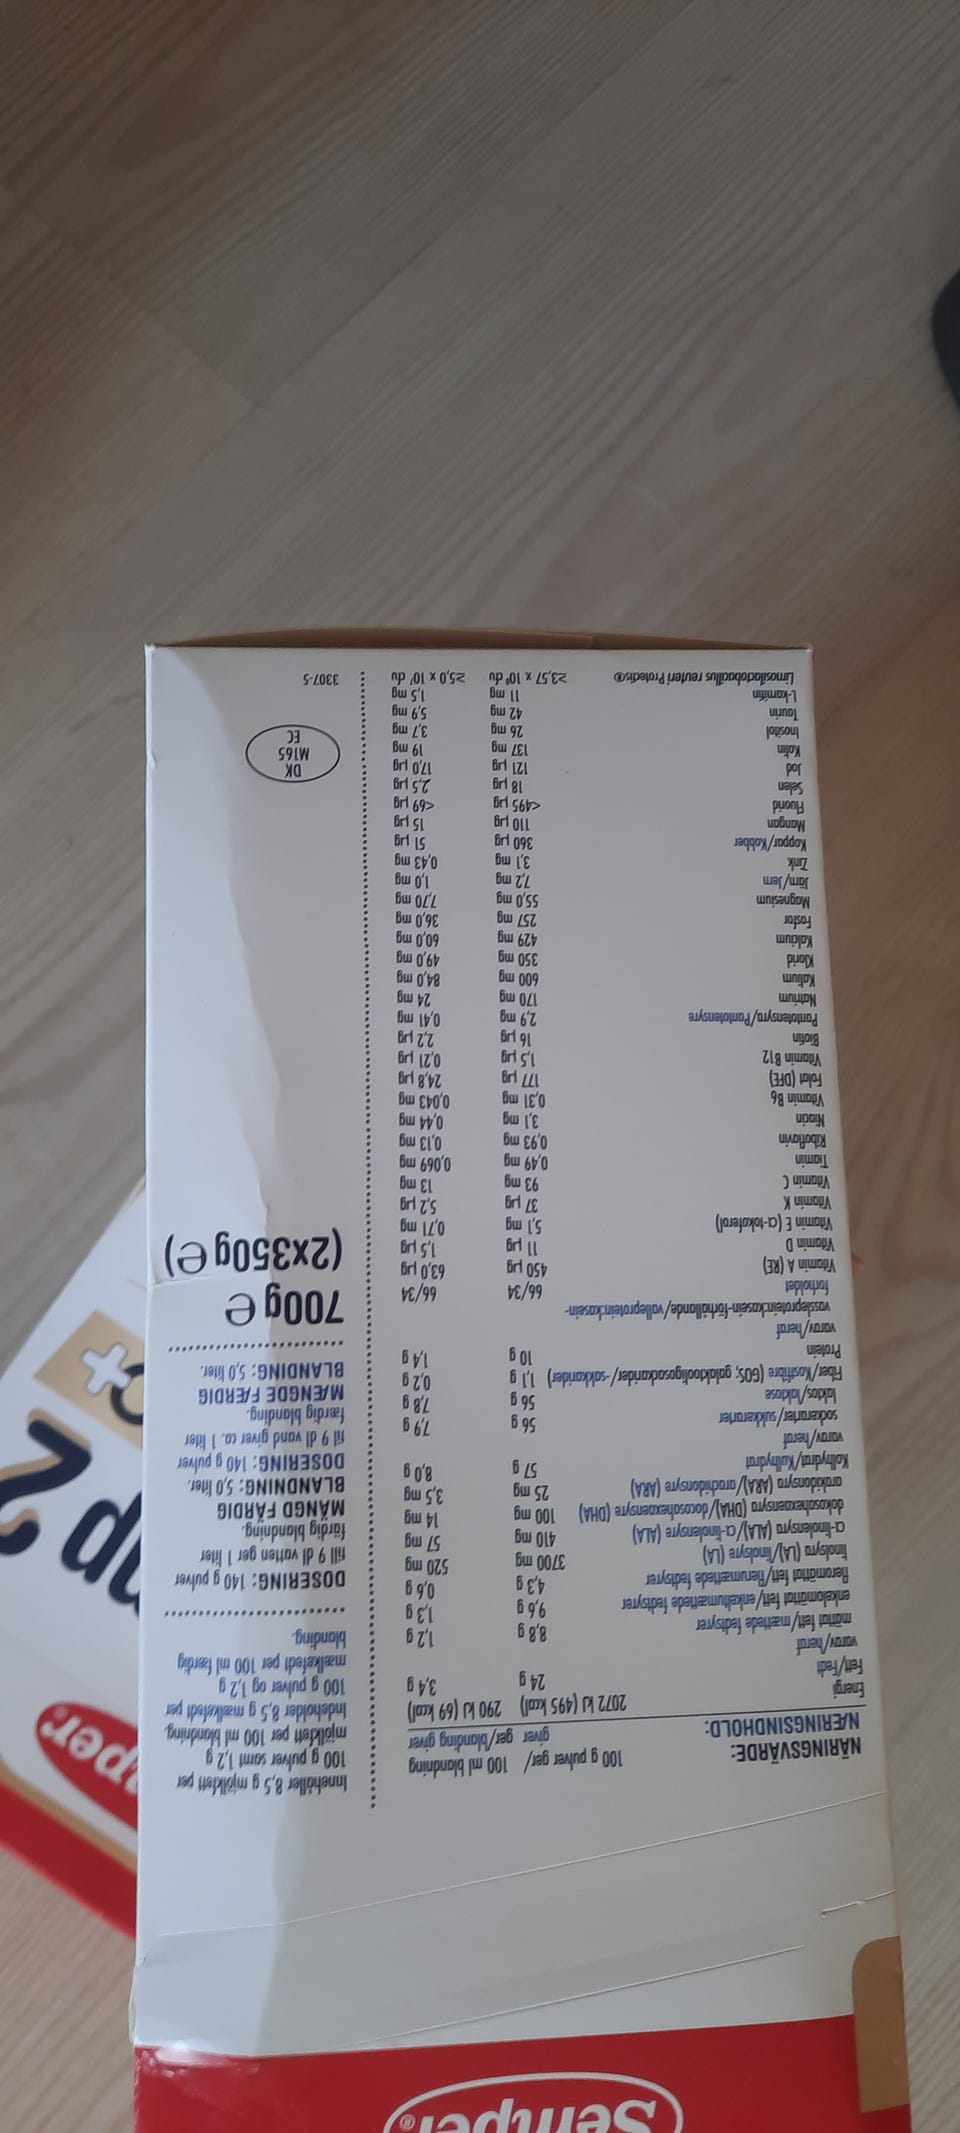 Semper®
NÄRINGSVÄRDE: 100 g pulver ger/ 100 ml blandning
NÆRINGSINDHOLD: giver ger/blanding giver
Energi 2072 kJ (495 kcal) 290 kJ (69 kcal)
Fett/Fedt 24 g 3,4 g
varav/heraf
mättat fett/mættede fedtsyrer 8,8 g 1,2 g
enkelomättat fett/enkeltumættede fedtsyrer 9,6 g 1,3 g
fleromättat fett/flerumættede fedtsyrer 4,3 g 0,6 g
linolsyra (LA)/linolsyre (LA) 3700 mg 520 mg
α-linolensyra (ALA)/α-linolensyre (ALA) 410 mg 57 mg
dokosahexaensyra (DHA)/docosahexaensyre (DHA) 100 mg 14 mg
arakidonsyra (ARA)/arachidonsyre (ARA) 25 mg 3,5 mg
Kolhydrat/Kulhydrat 57 g 8,0 g
varav/heraf
sockerarter/sukkerarter 56 g 7,9 g
laktos/laktose 56 g 7,8 g
Fiber/Kostfibre (GOS; galaktooligosackarider/-sakkarider) 1,1 g 0,2 g
Protein 10 g 1,4 g
varav/heraf
vassleprotein:kasein-förhållande/valleprotein:kasein-
forholdet 66/34 66/34
Vitamin A (RE) 450 µg 63,0 µg
Vitamin D 11 µg 1,5 µg
Vitamin E (α-tokoferol) 5,1 mg 0,71 mg
Vitamin K 37 µg 5,2 µg
Vitamin C 93 mg 13 mg
Tiamin 0,49 mg 0,069 mg
Riboflavin 0,93 mg 0,13 mg
Niacin 3,1 mg 0,44 mg
Vitamin B6 0,31 mg 0,043 mg
Folat (DFE) 177 µg 24,8 µg
Vitamin B12 1,5 µg 0,21 µg
Biotin 16 µg 2,2 µg
Pantotensyra/Pantotensyre 2,9 mg 0,41 mg
Natrium 170 mg 24 mg
Kalium 600 mg 84,0 mg
Klorid 350 mg 49,0 mg
Kalcium 429 mg 60,0 mg
Fosfor 257 mg 36,0 mg
Magnesium 55,0 mg 7,70 mg
Järn/Jern 7,2 mg 1,0 mg
Zink 3,1 mg 0,43 mg
Koppar/Kobber 360 µg 51 µg
Mangan 110 µg 15 µg
Fluorid <495 µg <69 µg
Selen 18 µg 2,5 µg
Jod 121 µg 17,0 µg
Kolin 137 mg 19 mg
Inositol 26 mg 3,7 mg
Taurin 42 mg 5,9 mg
L-karnitin 11 mg 1,5 mg
Limosilactobacillus reuteri Protectis® ≥3,57 x 10⁸ cfu ≥5,0 x 10⁷ cfu
Innehåller 8,5 g mjölkfett per
100 g pulver samt 1,2 g
mjölkfett per 100 ml blandning.
Indeholder 8,5 g mælkefedt per
100 g pulver og 1,2 g
mælkefedt per 100 ml færdig
blanding.
DOSERING: 140 g pulver
till 9 dl vatten ger 1 liter
färdig blandning.
MÄNGD FÄRDIG
BLANDNING: 5,0 liter.
DOSERING: 140 g pulver
til 9 dl vand giver ca. 1 liter
færdig blanding.
MÆNGDE FÆRDIG
BLANDING: 5,0 liter.
700g ℮
(2x350g℮)
DK
M165
EC
3307-5
mper®
mp 2
C+